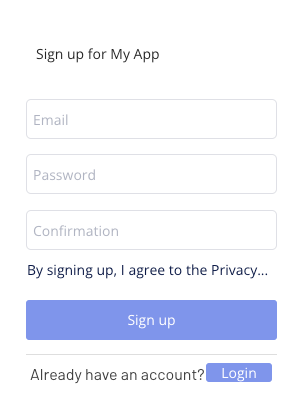 Sign up for My App
Email
Password
Confirmation
By signing up, I agree to the Privacy...
Sign up
Already have an account? Login